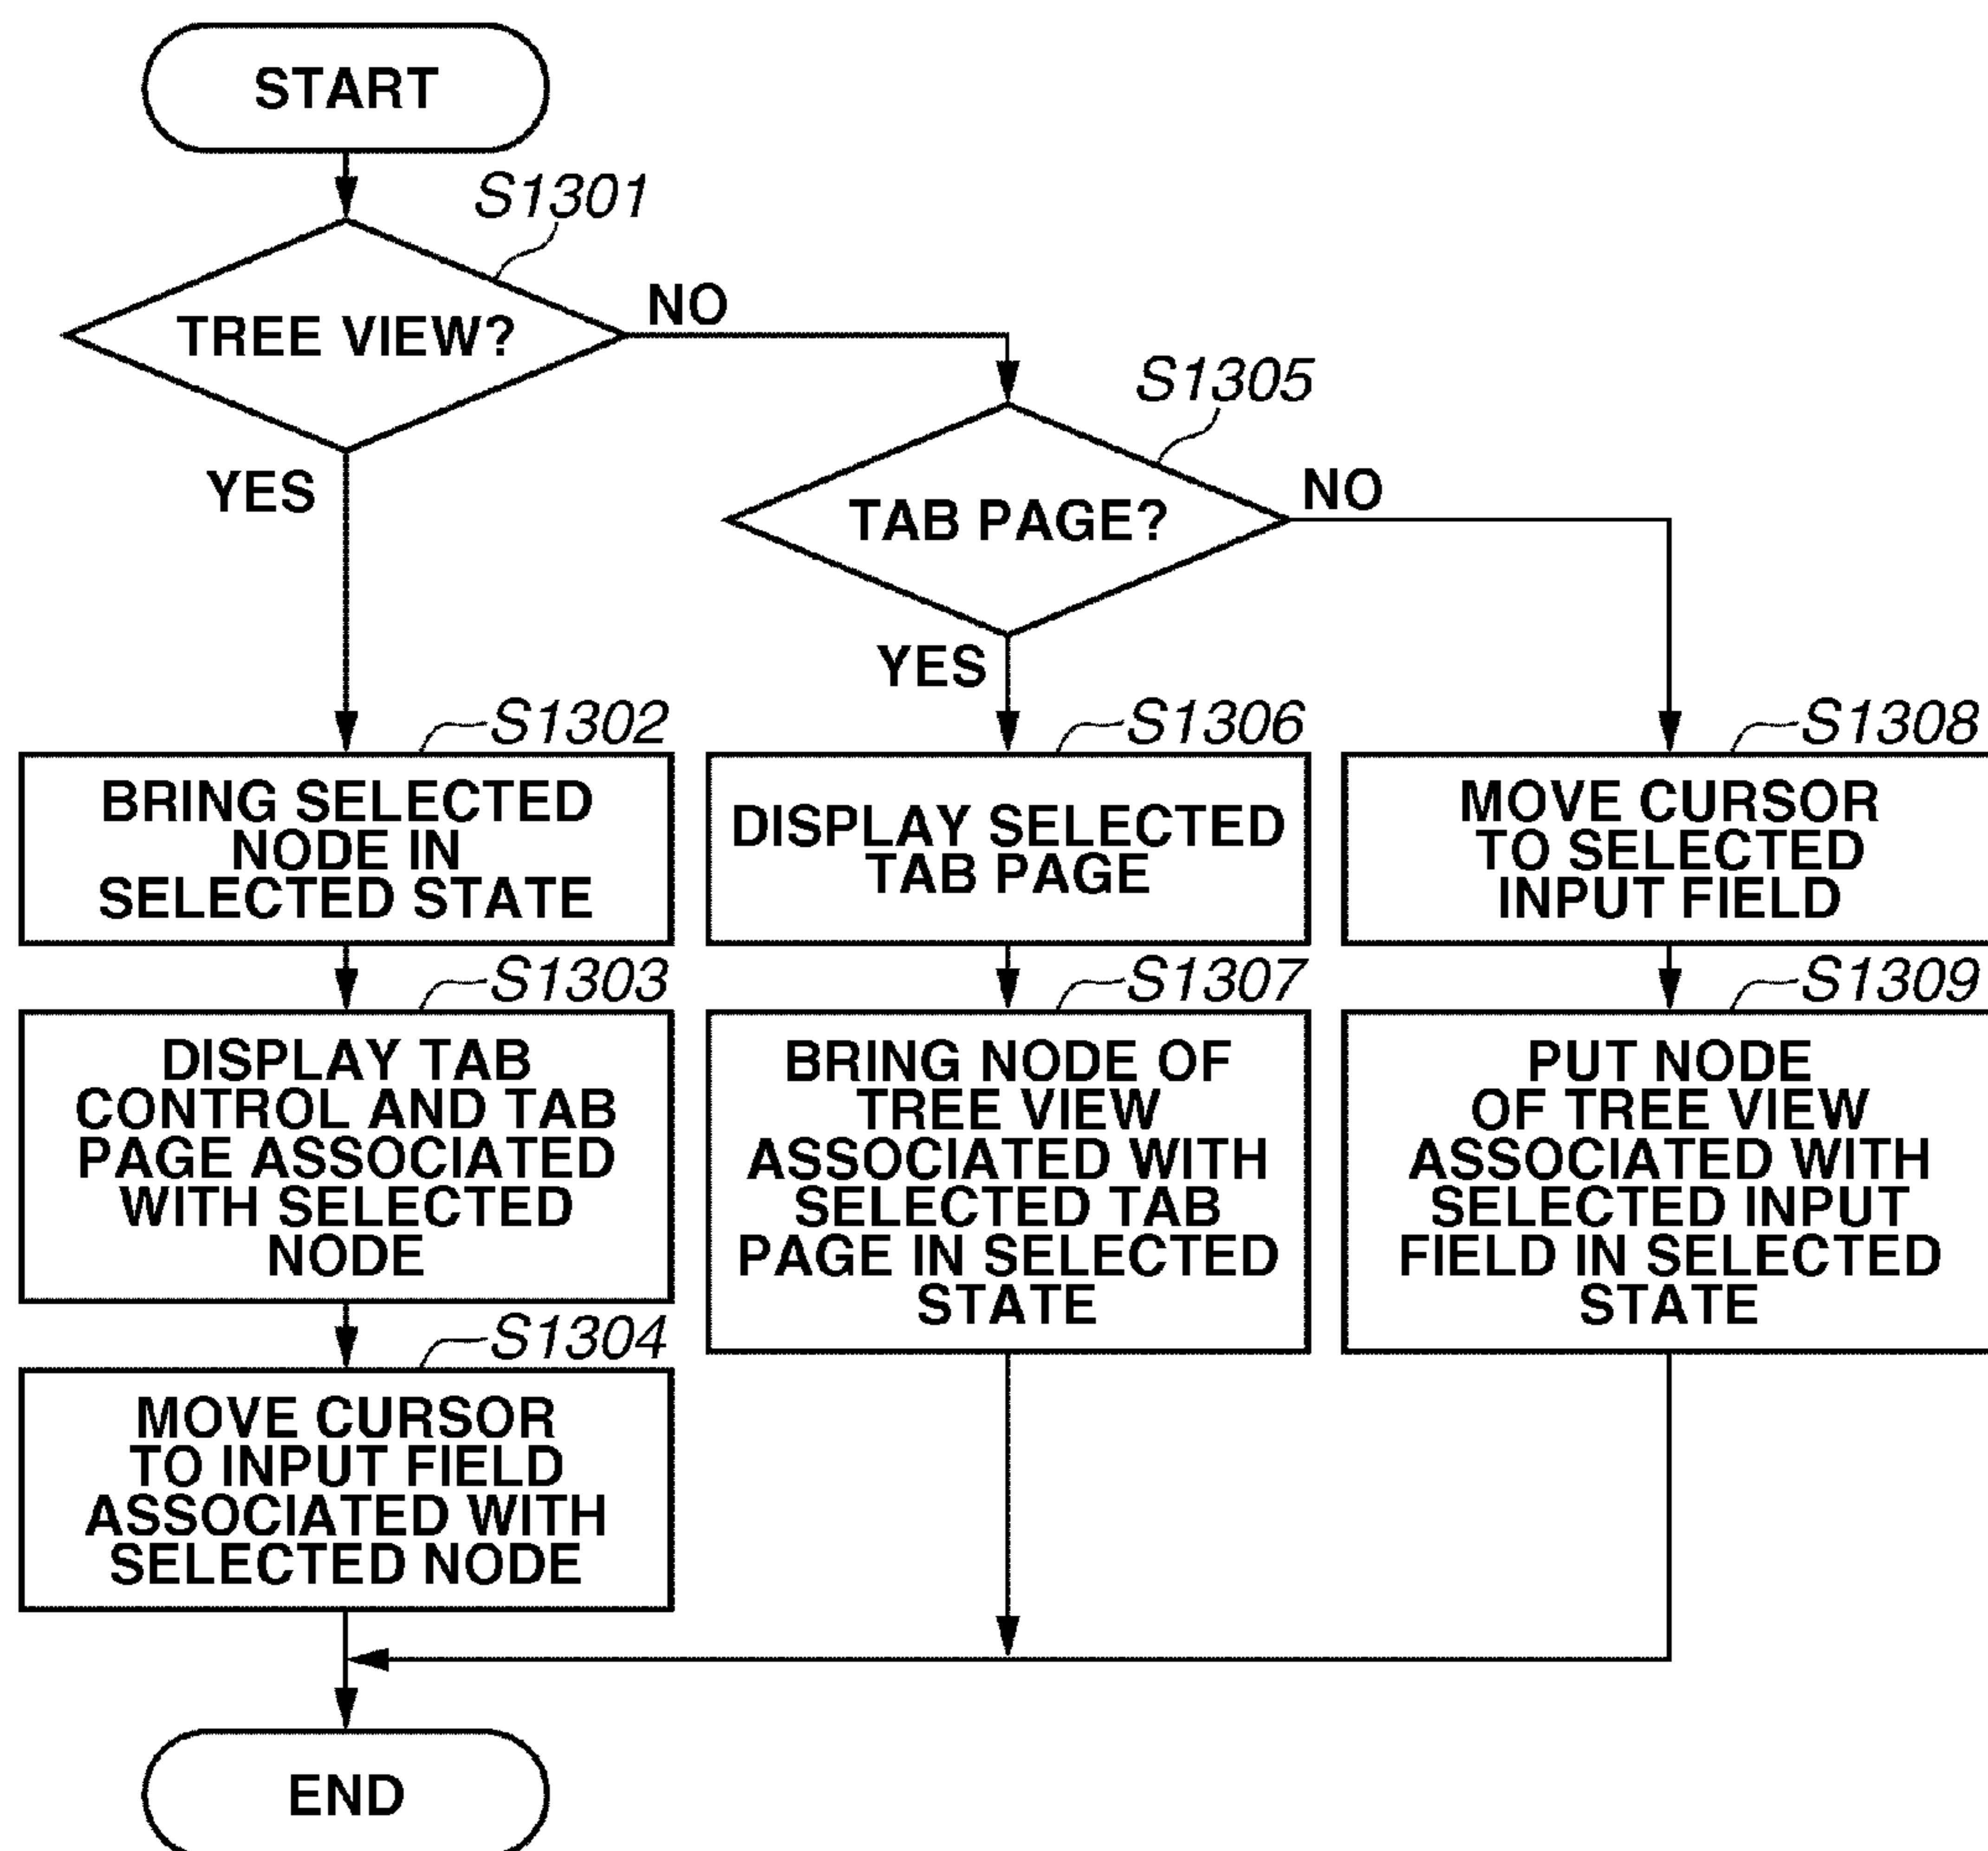 START
S1301
TREE VIEW?
NO
YES
S1305
TAB PAGE?
NO
YES
S1302
BRING SELECTED
NODE IN
SELECTED STATE
S1303
DISPLAY TAB
CONTROL AND TAB
PAGE ASSOCIATED
WITH SELECTED
NODE
S1304
MOVE CURSOR
TO INPUT FIELD
ASSOCIATED WITH
SELECTED NODE
S1306
DISPLAY SELECTED
TAB PAGE
S1307
BRING NODE OF
TREE VIEW
ASSOCIATED WITH
SELECTED TAB
PAGE IN SELECTED
STATE
S1308
MOVE CURSOR
TO SELECTED
INPUT FIELD
S1309
PUT NODE
OF TREE VIEW
ASSOCIATED WITH
SELECTED INPUT
FIELD IN SELECTED
STATE
END